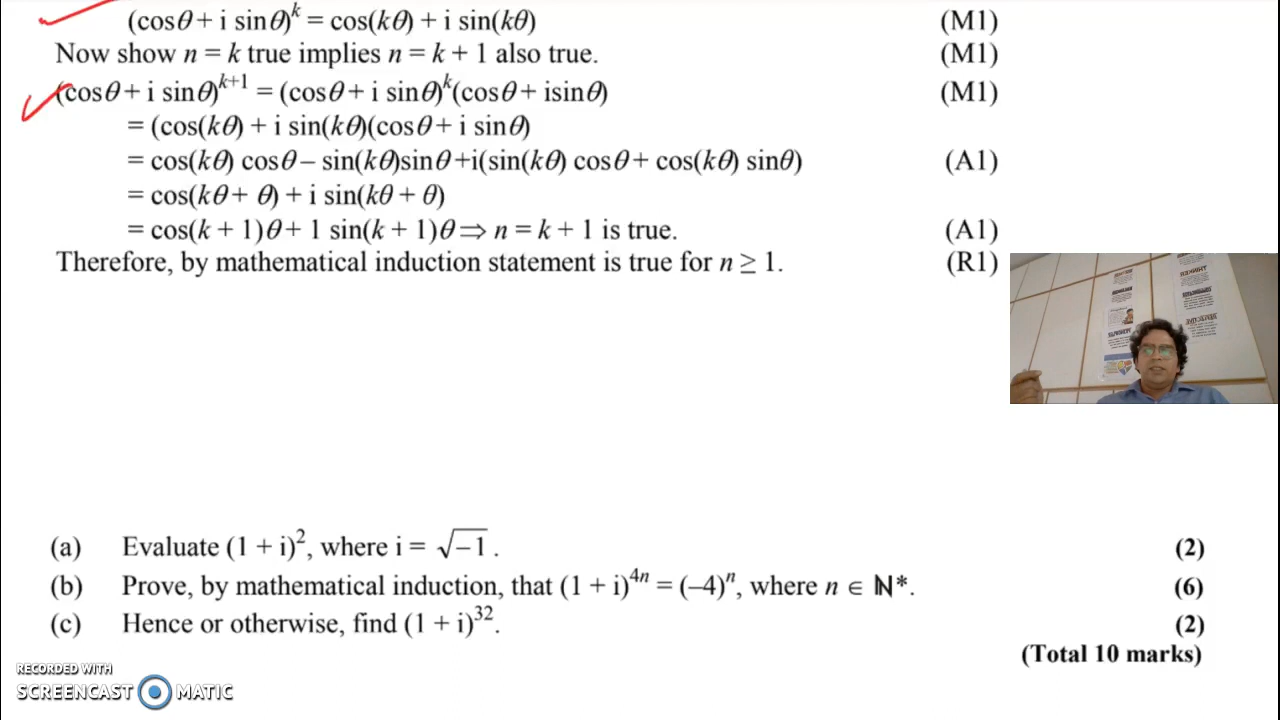 (cosθ + i sinθ)^k = cos(kθ) + i sin(kθ) (M1)
Now show n = k true implies n = k + 1 also true. (M1)
(cosθ + i sinθ)^{k+1} = (cosθ + i sinθ)^k(cosθ + isinθ) (M1)
= (cos(kθ) + i sin(kθ)(cosθ + i sinθ)
= cos(kθ) cosθ – sin(kθ)sinθ +i(sin(kθ) cosθ + cos(kθ) sinθ) (A1)
= cos(kθ + θ) + i sin(kθ + θ)
= cos(k + 1)θ + 1 sin(k + 1)θ ⇒ n = k + 1 is true. (A1)
Therefore, by mathematical induction statement is true for n ≥ 1. (R1)
(a) Evaluate (1 + i)^2, where i = √−1 . (2)
(b) Prove, by mathematical induction, that (1 + i)^{4n} = (–4)^n, where n ∈ ℕ*. (6)
(c) Hence or otherwise, find (1 + i)^{32}. (2)
(Total 10 marks)
RECORDED WITH
SCREENCAST MATIC